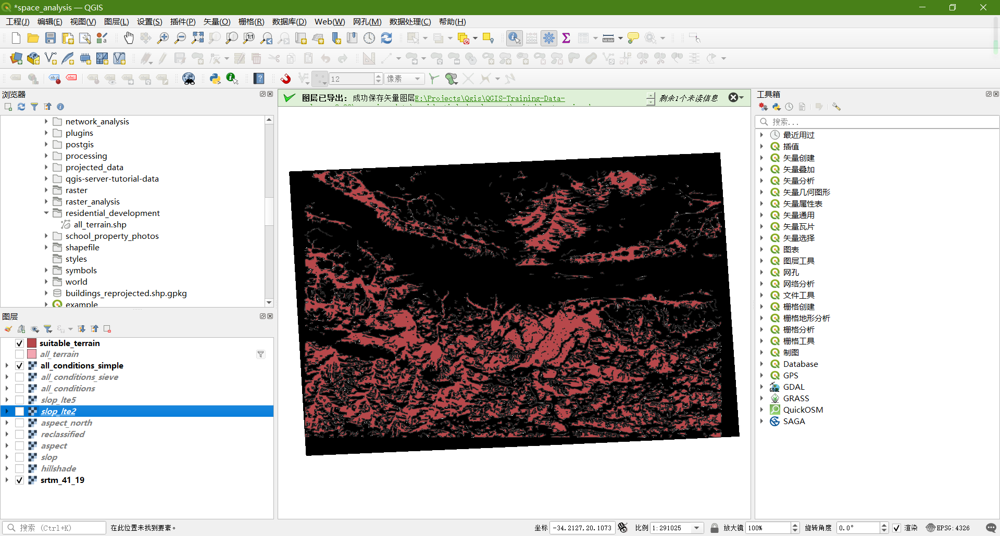 *space_analysis — QGIS
工程(J) 编辑(E) 视图(V) 图层(L) 设置(S) 插件(P) 矢量(O) 栅格(R) 数据库(D) Web(W) 网孔(M) 数据处理(C) 帮助(H)
12 像素
浏览器
network_analysis
plugins
postgis
processing
projected_data
qgis-server-tutorial-data
raster
raster_analysis
residential_development
all_terrain.shp
school_property_photos
shapefile
styles
symbols
world
buildings_reprojected.shp.gpkg
example
图层
suitable_terrain
all_terrain
all_conditions_simple
all_conditions_sieve
all_conditions
slop_lte5
slop_lte2
aspect_north
reclassified
aspect
slop
hillshade
srtm_41_19
图层已导出：成功保存矢量图层E:\Projects\Qgis\QGIS-Training-Data-
剩余1个未读信息
工具箱
搜索...
最近用过
插值
矢量创建
矢量叠加
矢量分析
矢量几何图形
矢量属性表
矢量通用
矢量瓦片
矢量选择
图表
图层工具
网孔
网络分析
文件工具
栅格创建
栅格地形分析
栅格分析
栅格工具
制图
Database
GPS
GDAL
GRASS
QuickOSM
SAGA
搜索 (Ctrl+K) 在此位置未找到要素。 坐标 -34.2127,20.1073 比例 1:291025 放大镜 100% 旋转角度 0.0° 渲染 EPSG:4326